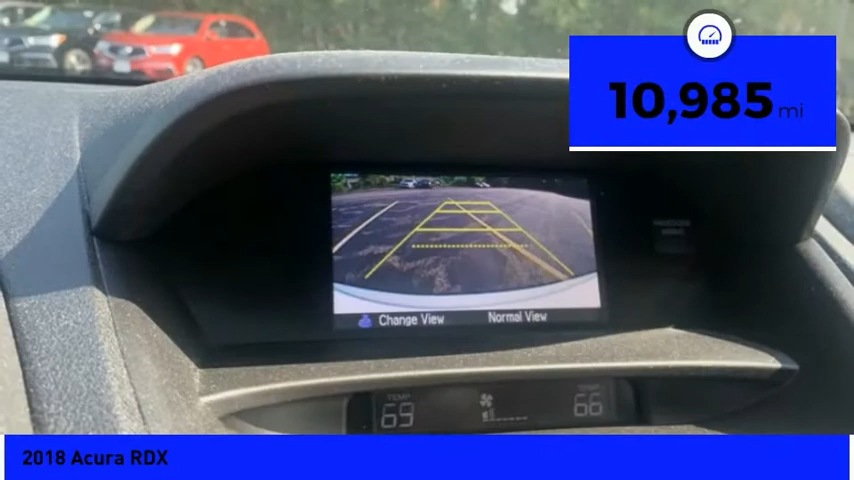 10,985 mi
Change View Normal View
TEMP TEMP
69 66
2018 Acura RDX